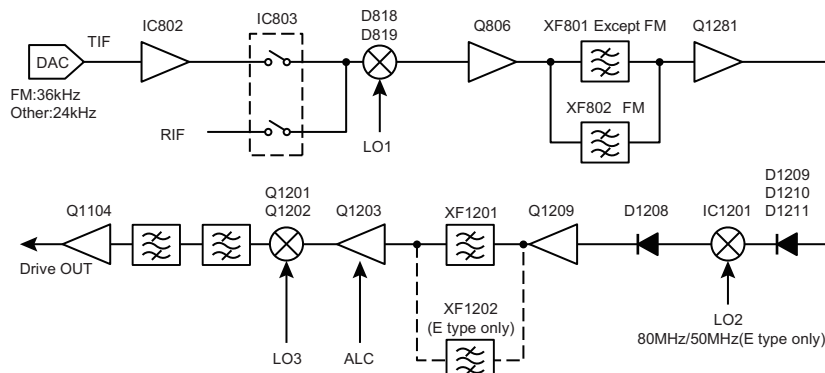 IC802
IC803
D818
D819
Q806
XF801 Except FM
Q1281
DAC
TIF
FM:36kHz
Other:24kHz
RIF
LO1
XF802 FM
Q1104
Q1201
Q1202
Q1203
XF1201
Q1209
D1208
IC1201
D1209
D1210
D1211
Drive OUT
XF1202
(E type only)
LO3
ALC
LO2
80MHz/50MHz(E type only)